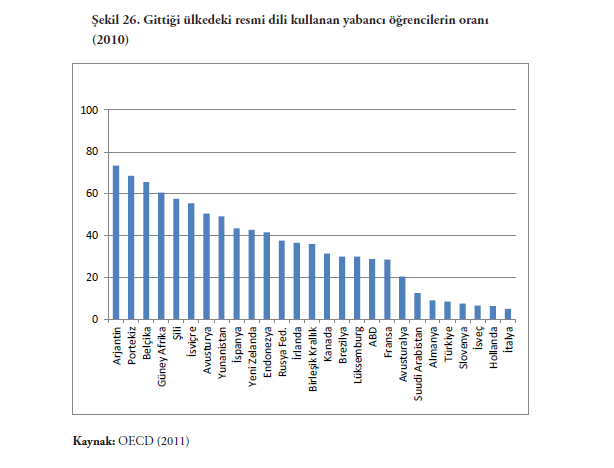 Şekil 26. Gittiği ülkedeki resmi dili kullanan yabancı öğrencilerin oranı
(2010)
100
80
60
40
20
0
Arjantin
Portekiz
Belçika
Güney Afrika
Şili
İsviçre
Avusturya
Yunanistan
İspanya
Yeni Zelanda
Endonezya
Rusya Fed.
İrlanda
Birleşik Krallık
Kanada
Brezilya
Lüksemburg
ABD
Fransa
Avusturalya
Suudi Arabistan
Almanya
Türkiye
Slovenya
İsveç
Hollanda
İtalya
Kaynak: OECD (2011)